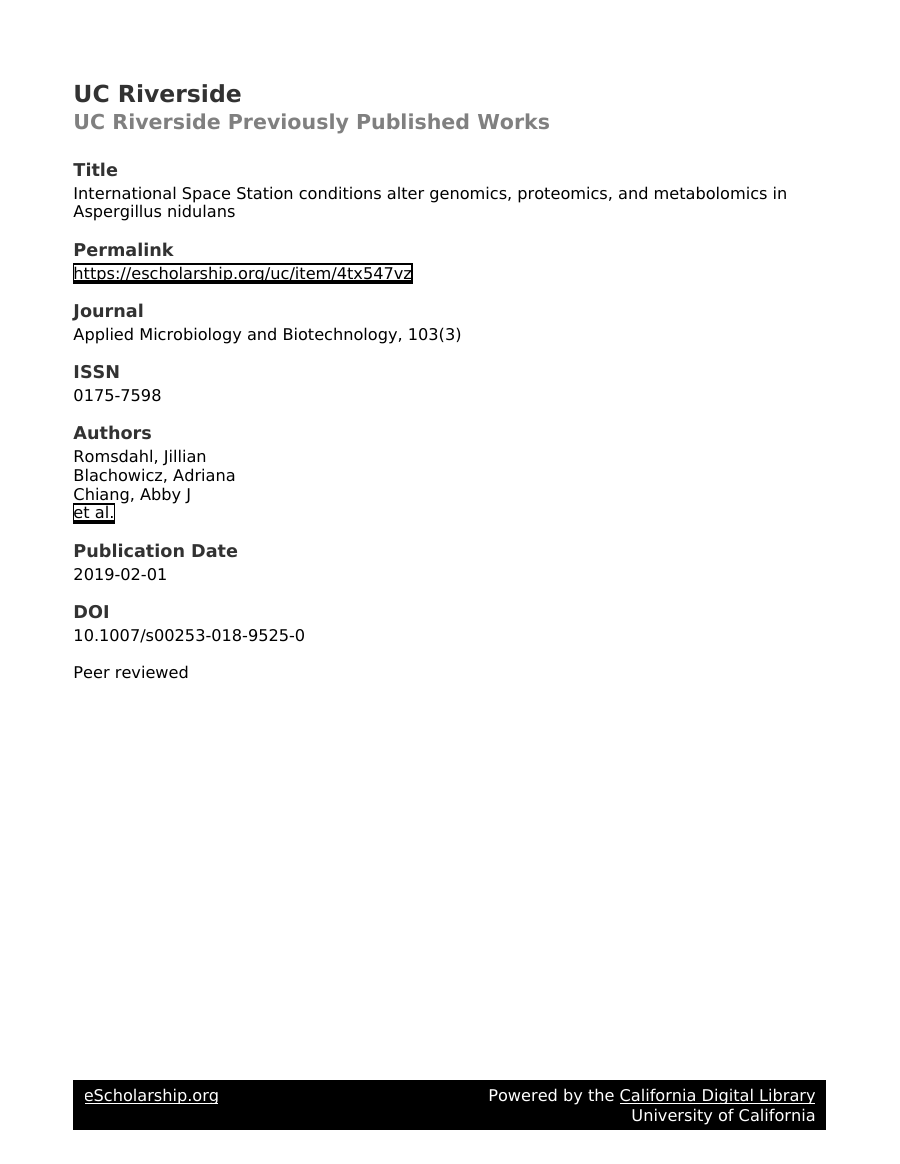 UC Riverside
UC Riverside Previously Published Works
Title
International Space Station conditions alter genomics, proteomics, and metabolomics in
Aspergillus nidulans
Permalink
https://escholarship.org/uc/item/4tx547vz
Journal
Applied Microbiology and Biotechnology, 103(3)
ISSN
0175-7598
Authors
Romsdahl, Jillian
Blachowicz, Adriana
Chiang, Abby J
et al.
Publication Date
2019-02-01
DOI
10.1007/s00253-018-9525-0
Peer reviewed
eScholarship.org
Powered by the California Digital Library
University of California